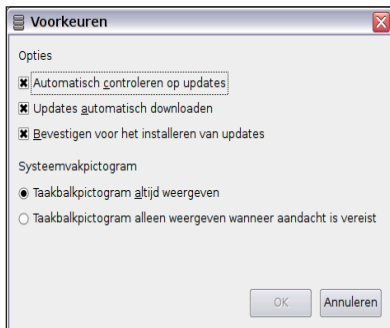 Voorkeuren
Opties
Automatisch controleren op updates
Updates automatisch downloaden
Bevestigen voor het installeren van updates
Systeemvakpictogram
Taakbalkpictogram altijd weergeven
Taakbalkpictogram alleen weergeven wanneer aandacht is vereist
OK
Annuleren